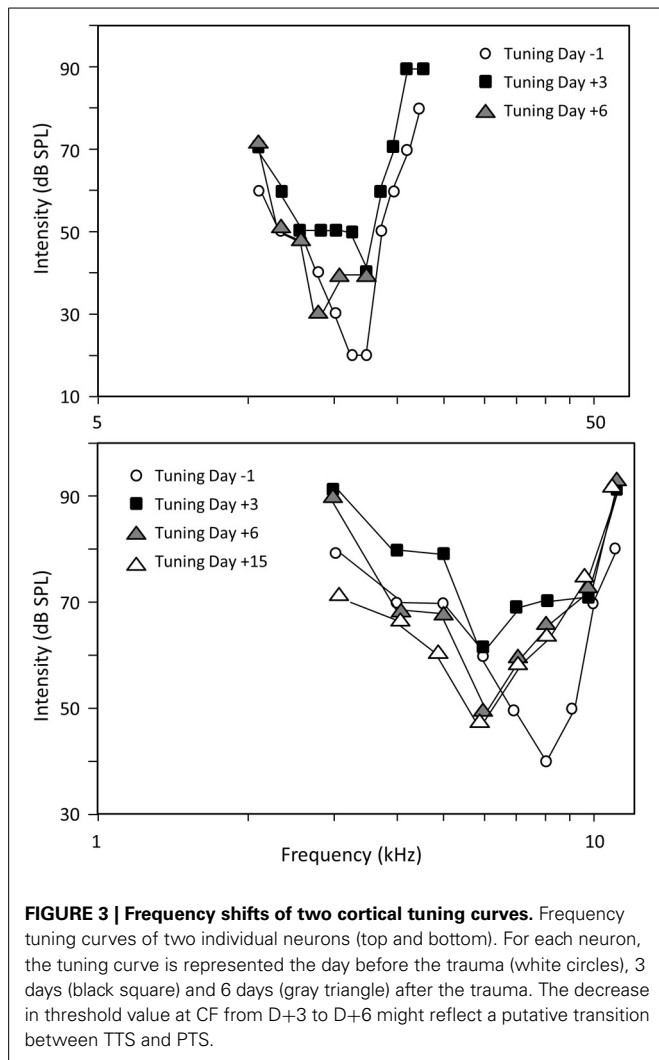 90
70
50
30
10
Intensity (dB SPL)
Tuning Day -1
Tuning Day +3
Tuning Day +6
5
50
90
70
50
30
Intensity (dB SPL)
Tuning Day -1
Tuning Day +3
Tuning Day +6
Tuning Day +15
1
10
Frequency (kHz)
FIGURE 3 | Frequency shifts of two cortical tuning curves. Frequency
tuning curves of two individual neurons (top and bottom). For each neuron,
the tuning curve is represented the day before the trauma (white circles), 3
days (black square) and 6 days (gray triangle) after the trauma. The decrease
in threshold value at CF from D+3 to D+6 might reflect a putative transition
between TTS and PTS.